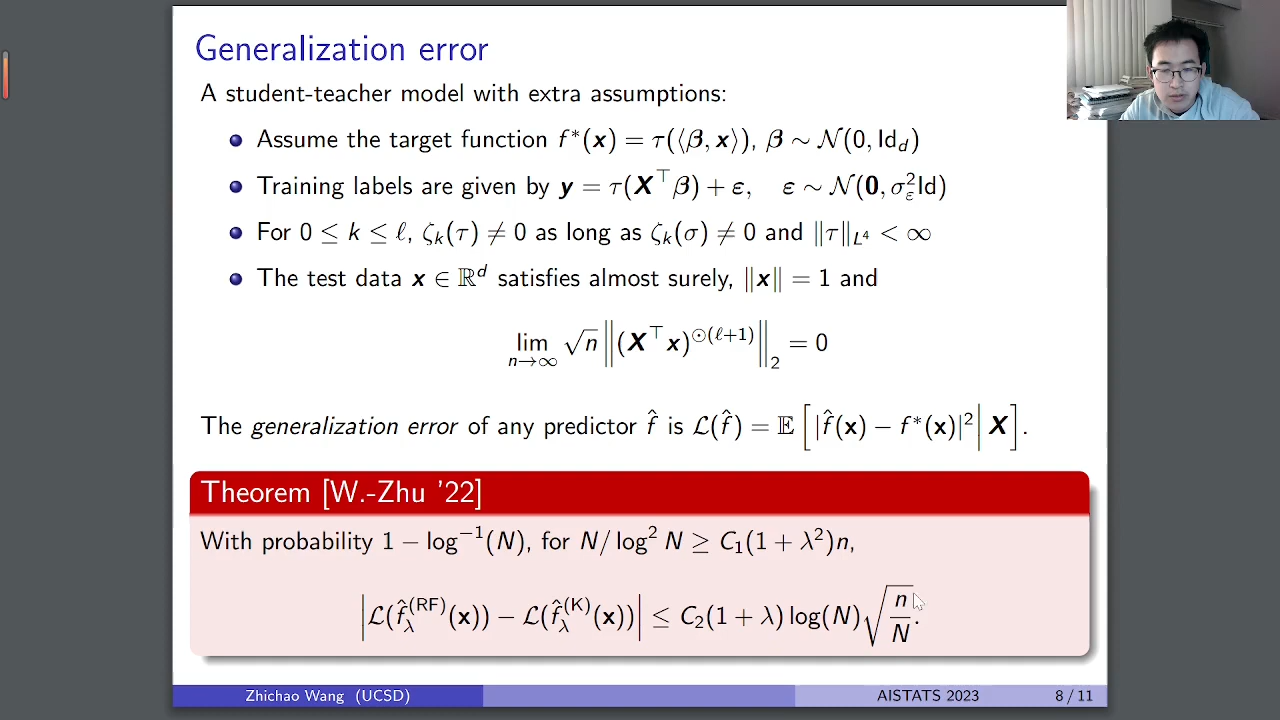 Generalization error
A student-teacher model with extra assumptions:
Assume the target function f*(x) = τ(⟨β, x⟩), β ∼ N(0, Id_d)
Training labels are given by y = τ(X^⊤β) + ε, ε ∼ N(0, σ_ε^2 Id)
For 0 ≤ k ≤ ℓ, ζ_k(τ) ≠ 0 as long as ζ_k(σ) ≠ 0 and ‖τ‖_{L^4} < ∞
The test data x ∈ ℝ^d satisfies almost surely, ‖x‖ = 1 and
lim_{n→∞} √n ‖(X^⊤x)^{⊙(ℓ+1)}‖_2 = 0
The generalization error of any predictor f̂ is L(f̂) = 𝔼[|f̂(x) − f*(x)|^2 | X].
Theorem [W.-Zhu '22]
With probability 1 − log^{−1}(N), for N/ log^2 N ≥ C_1(1 + λ^2)n,
|L(f̂_λ^{(RF)}(x)) − L(f̂_λ^{(K)}(x))| ≤ C_2(1 + λ) log(N) √(n/N).
Zhichao Wang (UCSD) AISTATS 2023 8 / 11